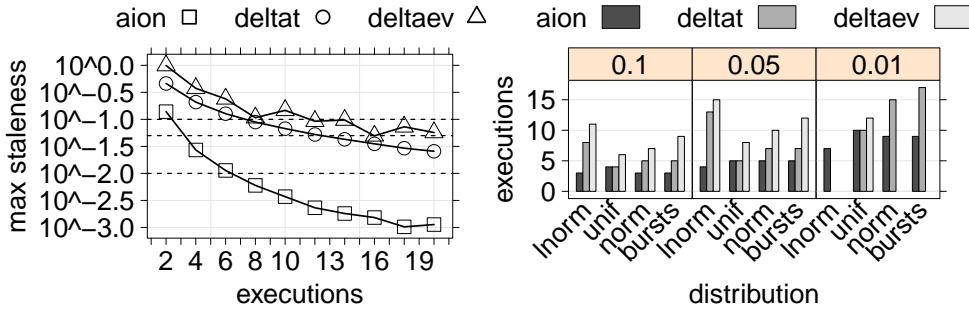 aion deltat deltaev
max staleness
10^0.0
10^−0.5
10^−1.0
10^−1.5
10^−2.0
10^−2.5
10^−3.0
2 4 6 8 10 13 16 19
executions
aion deltat deltaev
0.1 0.05 0.01
executions
15
10
5
0
lnorm unif norm bursts lnorm unif norm bursts lnorm unif norm bursts
distribution